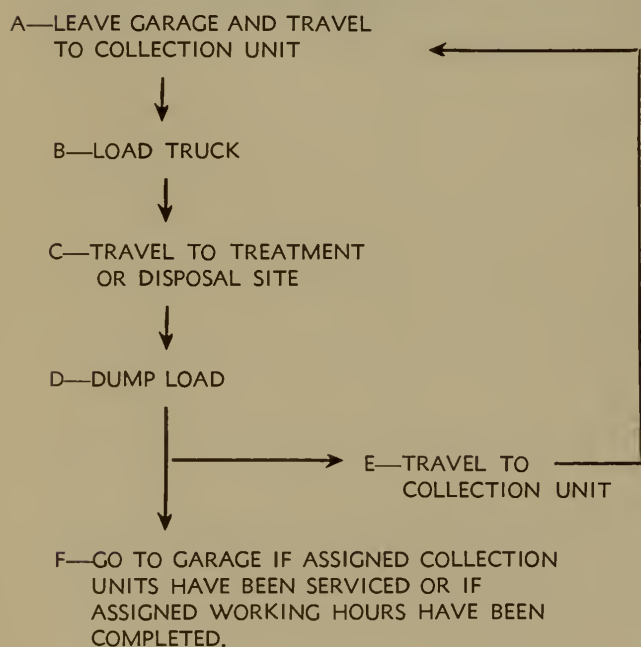 A—LEAVE GARAGE AND TRAVEL
TO COLLECTION UNIT
B—LOAD TRUCK
C—TRAVEL TO TREATMENT
OR DISPOSAL SITE
D—DUMP LOAD
E—TRAVEL TO
COLLECTION UNIT
F—GO TO GARAGE IF ASSIGNED COLLECTION
UNITS HAVE BEEN SERVICED OR IF
ASSIGNED WORKING HOURS HAVE BEEN
COMPLETED.